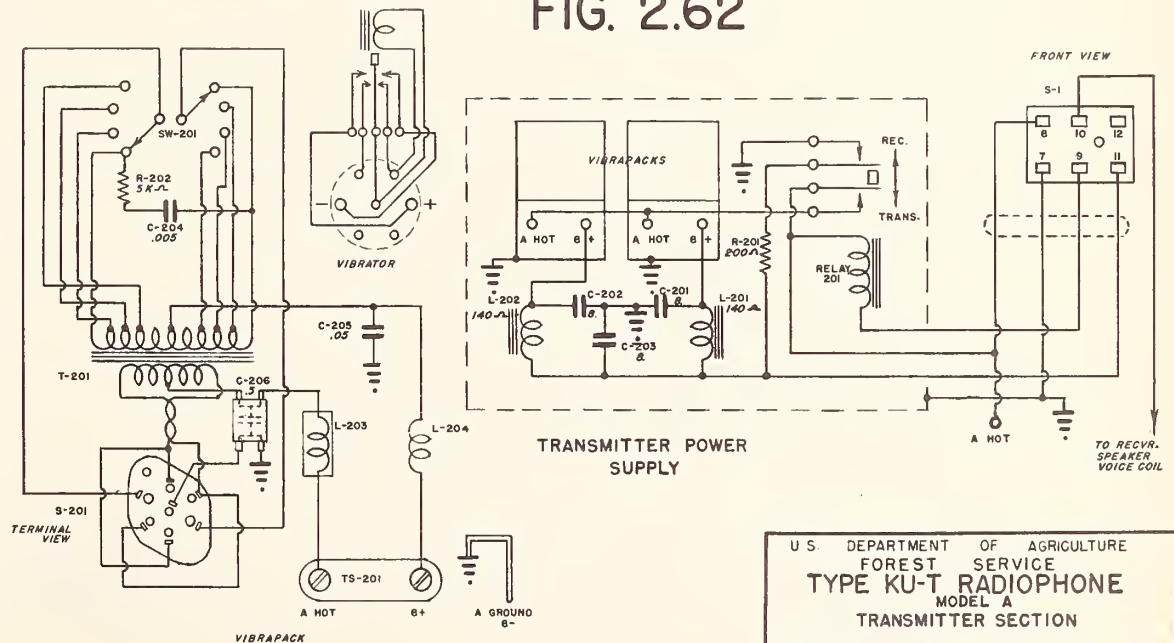 FIG. 2.62
SW-201
R-202
5K Ω
C-204
.005
T-201
C-206
.5
S-201
TERMINAL
VIEW
VIBRATOR
- +
C-205
.05
L-203
L-204
TS-201
A HOT B+
A GROUND
B-
VIBRAPACK
VIBRAPACKS
A HOT B+
A HOT B+
L-202
140 Ω
C-202
8.
C-201
8.
C-203
8.
L-201
140 Ω
R-201
200 Ω
REC.
TRANS.
RELAY
201
TRANSMITTER POWER
SUPPLY
FRONT VIEW
S-1
8 10 12
7 9 11
A HOT
TO RECVR.
SPEAKER
VOICE COIL
U.S. DEPARTMENT OF AGRICULTURE
FOREST SERVICE
TYPE KU-T RADIOPHONE
MODEL A
TRANSMITTER SECTION